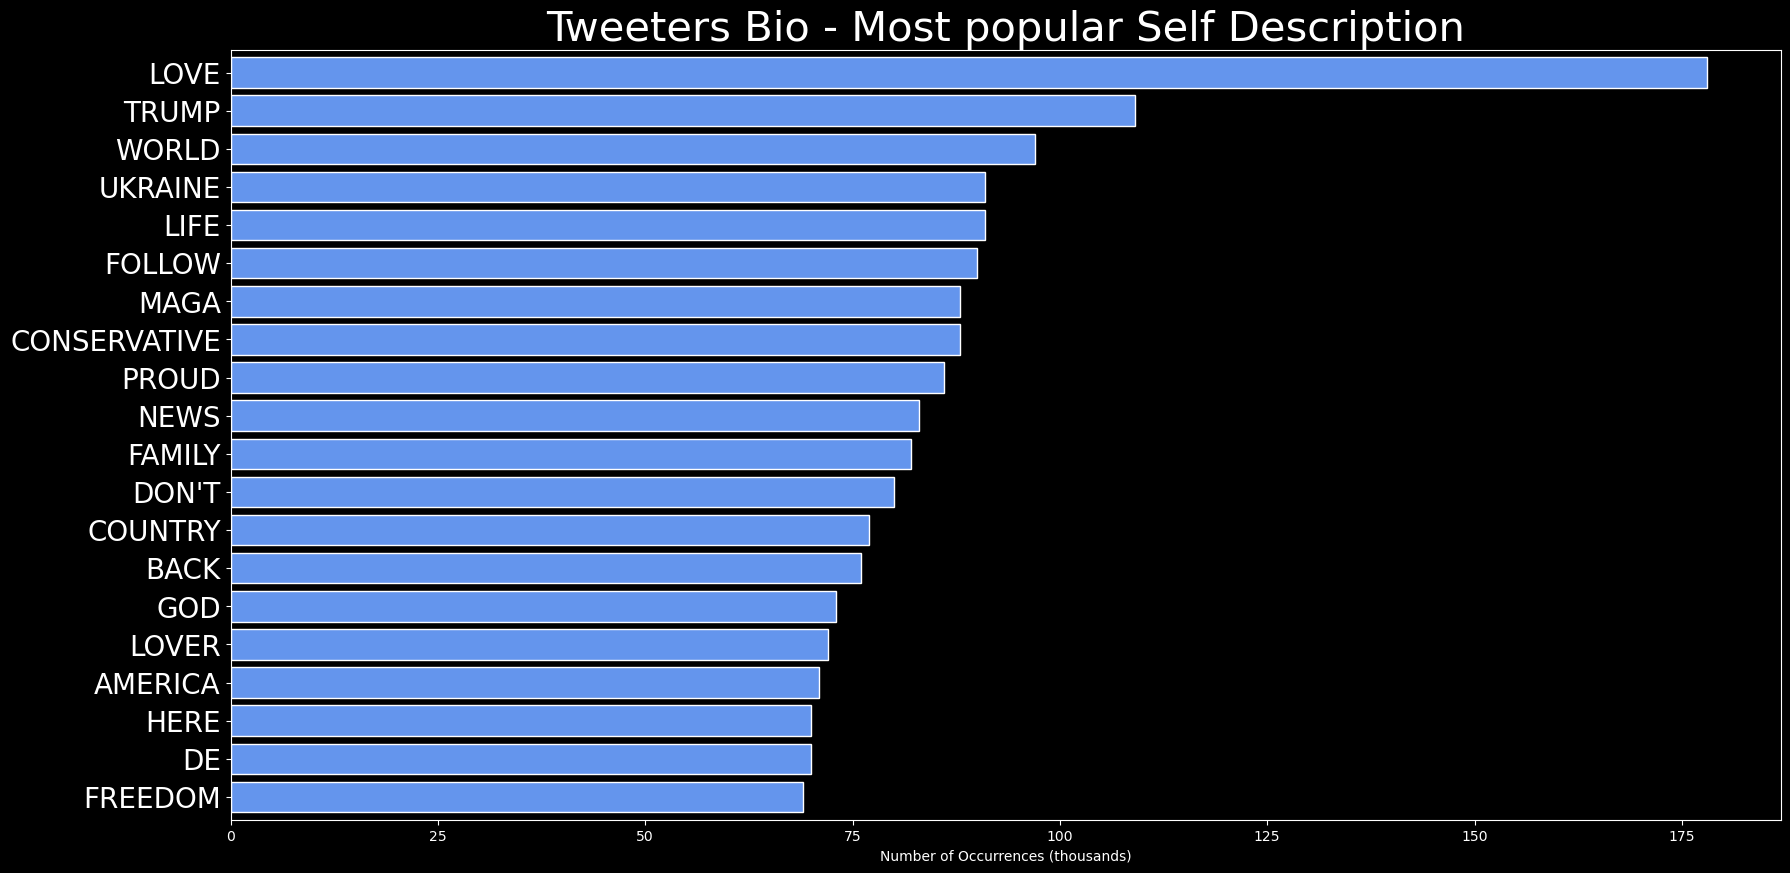 Tweeters Bio - Most popular Self Description
LOVE
TRUMP
WORLD
UKRAINE
LIFE
FOLLOW
MAGA
CONSERVATIVE
PROUD
NEWS
FAMILY
DON'T
COUNTRY
BACK
GOD
LOVER
AMERICA
HERE
DE
FREEDOM
0 25 50 75 100 125 150 175
Number of Occurrences (thousands)